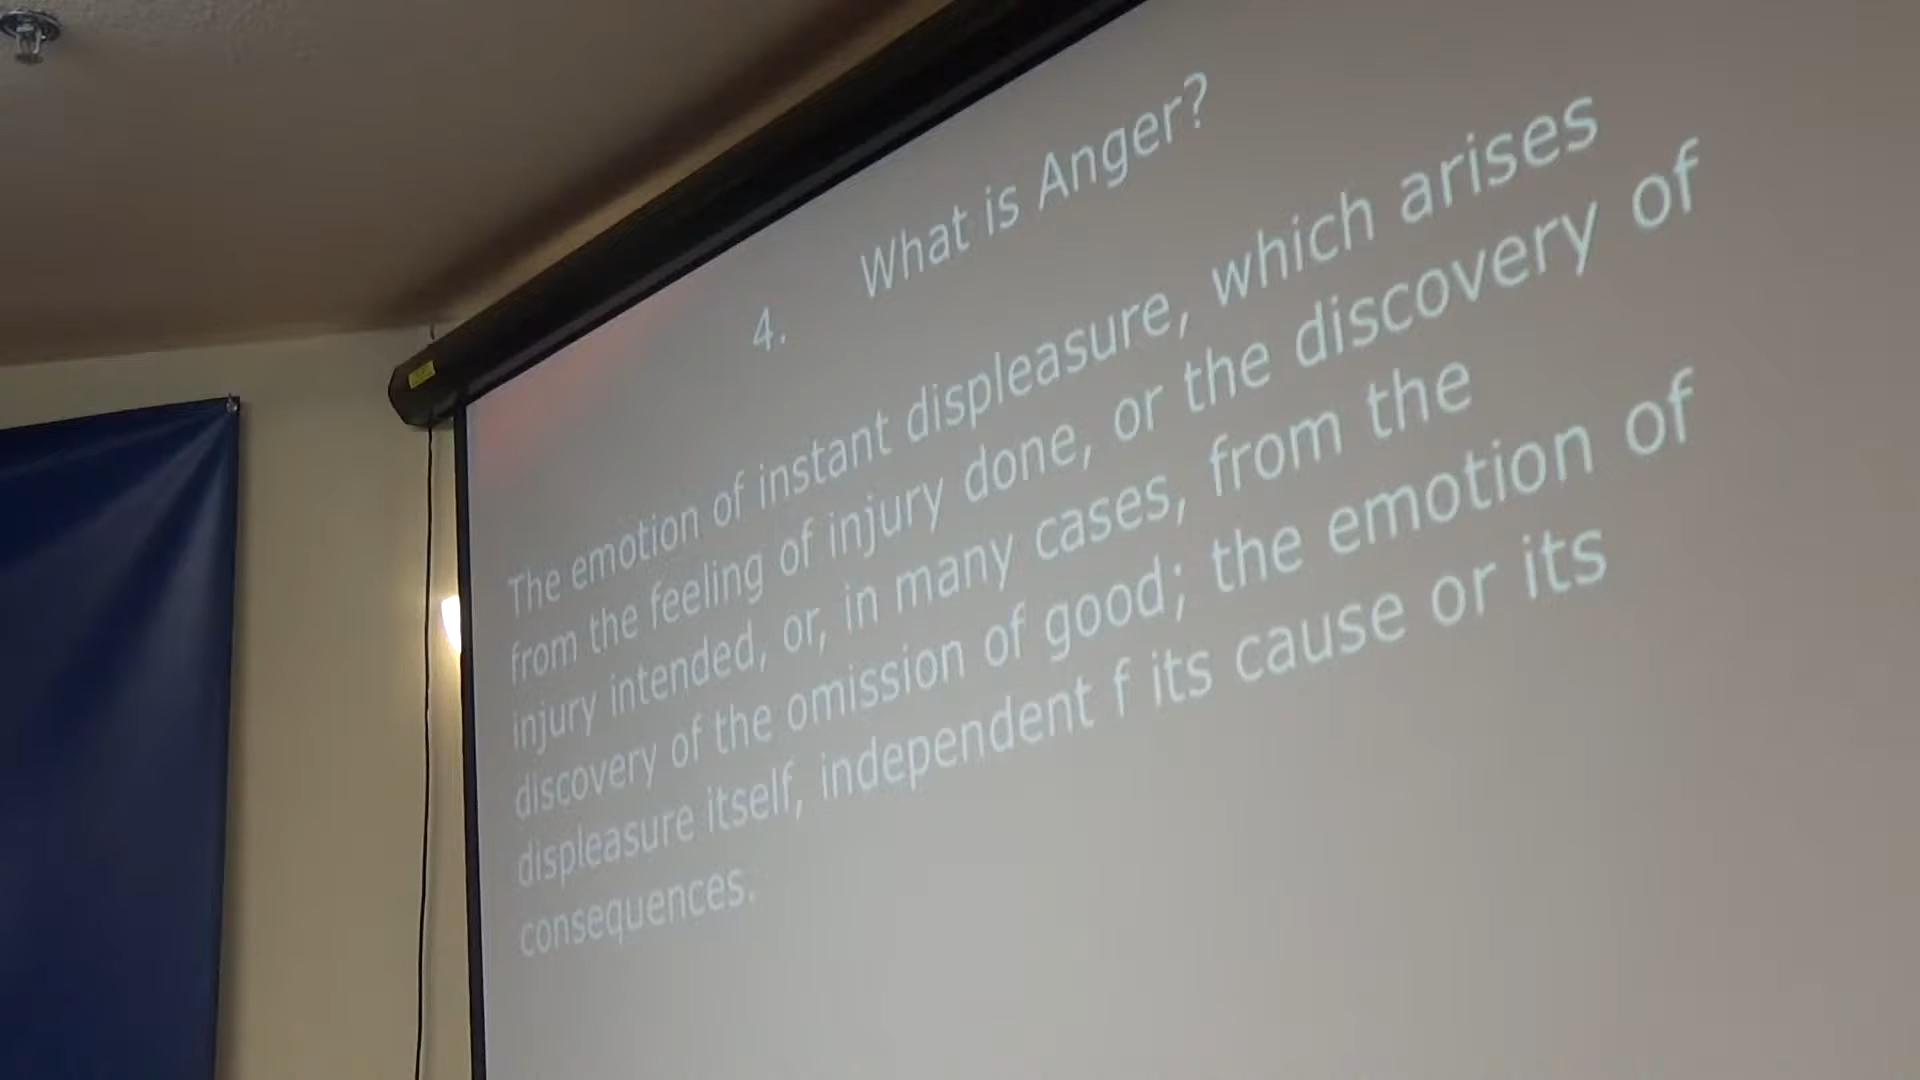 4. What is Anger?
The emotion of instant displeasure, which arises
from the feeling of injury done, or the discovery of
injury intended, or, in many cases, from the
discovery of the omission of good; the emotion of
displeasure itself, independent f its cause or its
consequences.